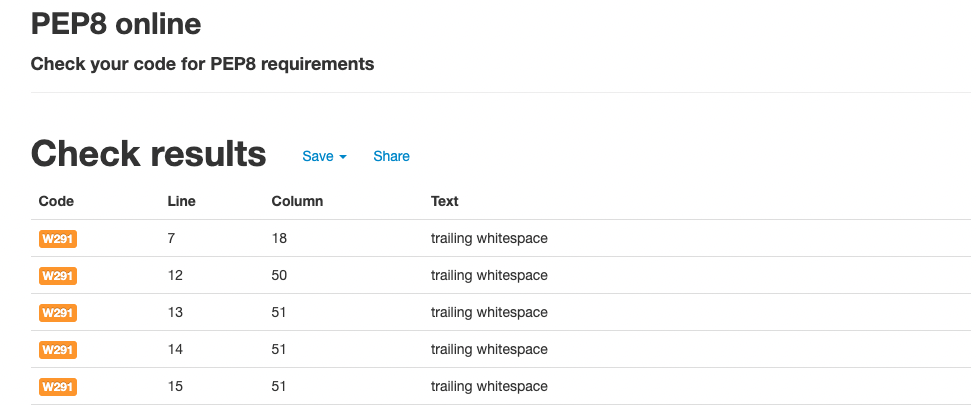 PEP8 online
Check your code for PEP8 requirements
Check results Save Share
Code Line Column Text
W291 7 18 trailing whitespace
W291 12 50 trailing whitespace
W291 13 51 trailing whitespace
W291 14 51 trailing whitespace
W291 15 51 trailing whitespace